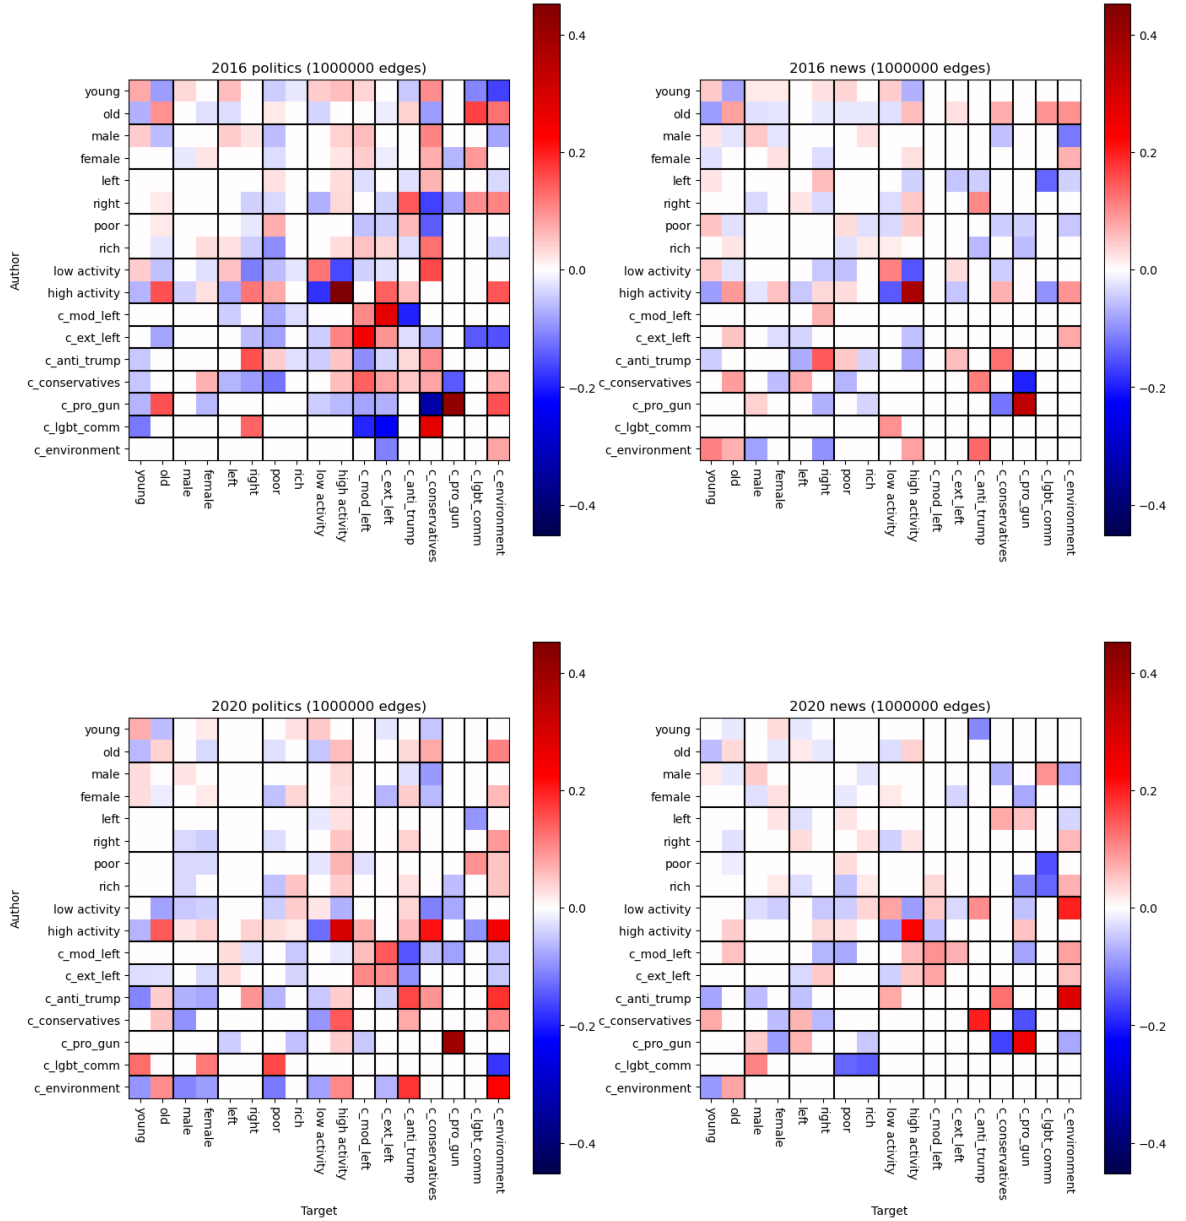 2016 politics (1000000 edges)
Author
young
old
male
female
left
right
poor
rich
low activity
high activity
c_mod_left
c_ext_left
c_anti_trump
c_conservatives
c_pro_gun
c_lgbt_comm
c_environment
young
old
male
female
left
right
poor
rich
low activity
high activity
c_mod_left
c_ext_left
c_anti_trump
c_conservatives
c_pro_gun
c_lgbt_comm
c_environment
0.4
0.2
0.0
−0.2
−0.4
2016 news (1000000 edges)
young
old
male
female
left
right
poor
rich
low activity
high activity
c_mod_left
c_ext_left
c_anti_trump
c_conservatives
c_pro_gun
c_lgbt_comm
c_environment
young
old
male
female
left
right
poor
rich
low activity
high activity
c_mod_left
c_ext_left
c_anti_trump
c_conservatives
c_pro_gun
c_lgbt_comm
c_environment
0.4
0.2
0.0
−0.2
−0.4
2020 politics (1000000 edges)
Author
young
old
male
female
left
right
poor
rich
low activity
high activity
c_mod_left
c_ext_left
c_anti_trump
c_conservatives
c_pro_gun
c_lgbt_comm
c_environment
young
old
male
female
left
right
poor
rich
low activity
high activity
c_mod_left
c_ext_left
c_anti_trump
c_conservatives
c_pro_gun
c_lgbt_comm
c_environment
Target
0.4
0.2
0.0
−0.2
−0.4
2020 news (1000000 edges)
young
old
male
female
left
right
poor
rich
low activity
high activity
c_mod_left
c_ext_left
c_anti_trump
c_conservatives
c_pro_gun
c_lgbt_comm
c_environment
young
old
male
female
left
right
poor
rich
low activity
high activity
c_mod_left
c_ext_left
c_anti_trump
c_conservatives
c_pro_gun
c_lgbt_comm
c_environment
Target
0.4
0.2
0.0
−0.2
−0.4